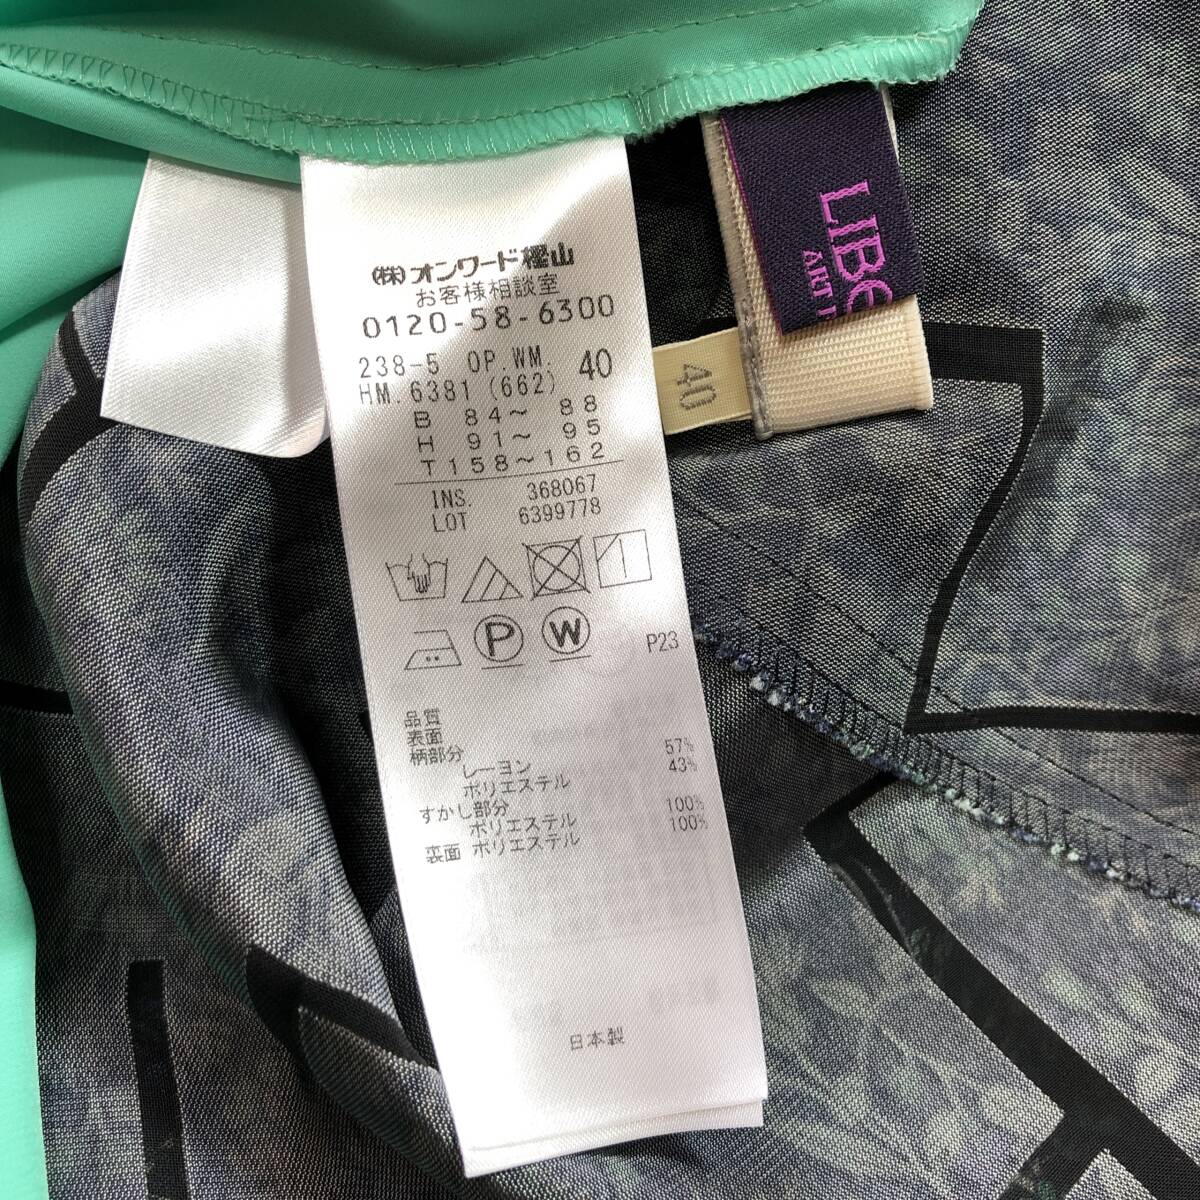 (株)オンワード樫山
お客様相談室
0120-58-6300
238-5 OP.WM. 40
HM.6381 (662)
B 84～ 88
H 91～ 95
T158～162
INS. 368067
LOT 6399778
P W
P23
品質
表面
柄部分
レーヨン 57%
ポリエステル 43%
すかし部分
ポリエステル 100%
裏面 ポリエステル 100%
日本製
40